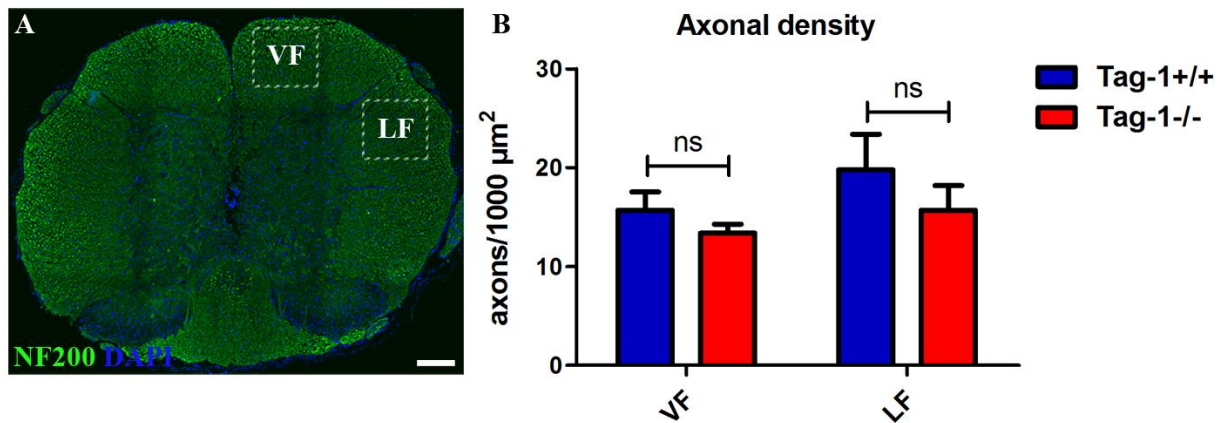 A
VF
LF
NF200 DAPI
B
Axonal density
axons/1000 µm²
30
20
10
0
ns
ns
VF
LF
Tag-1+/+
Tag-1-/-